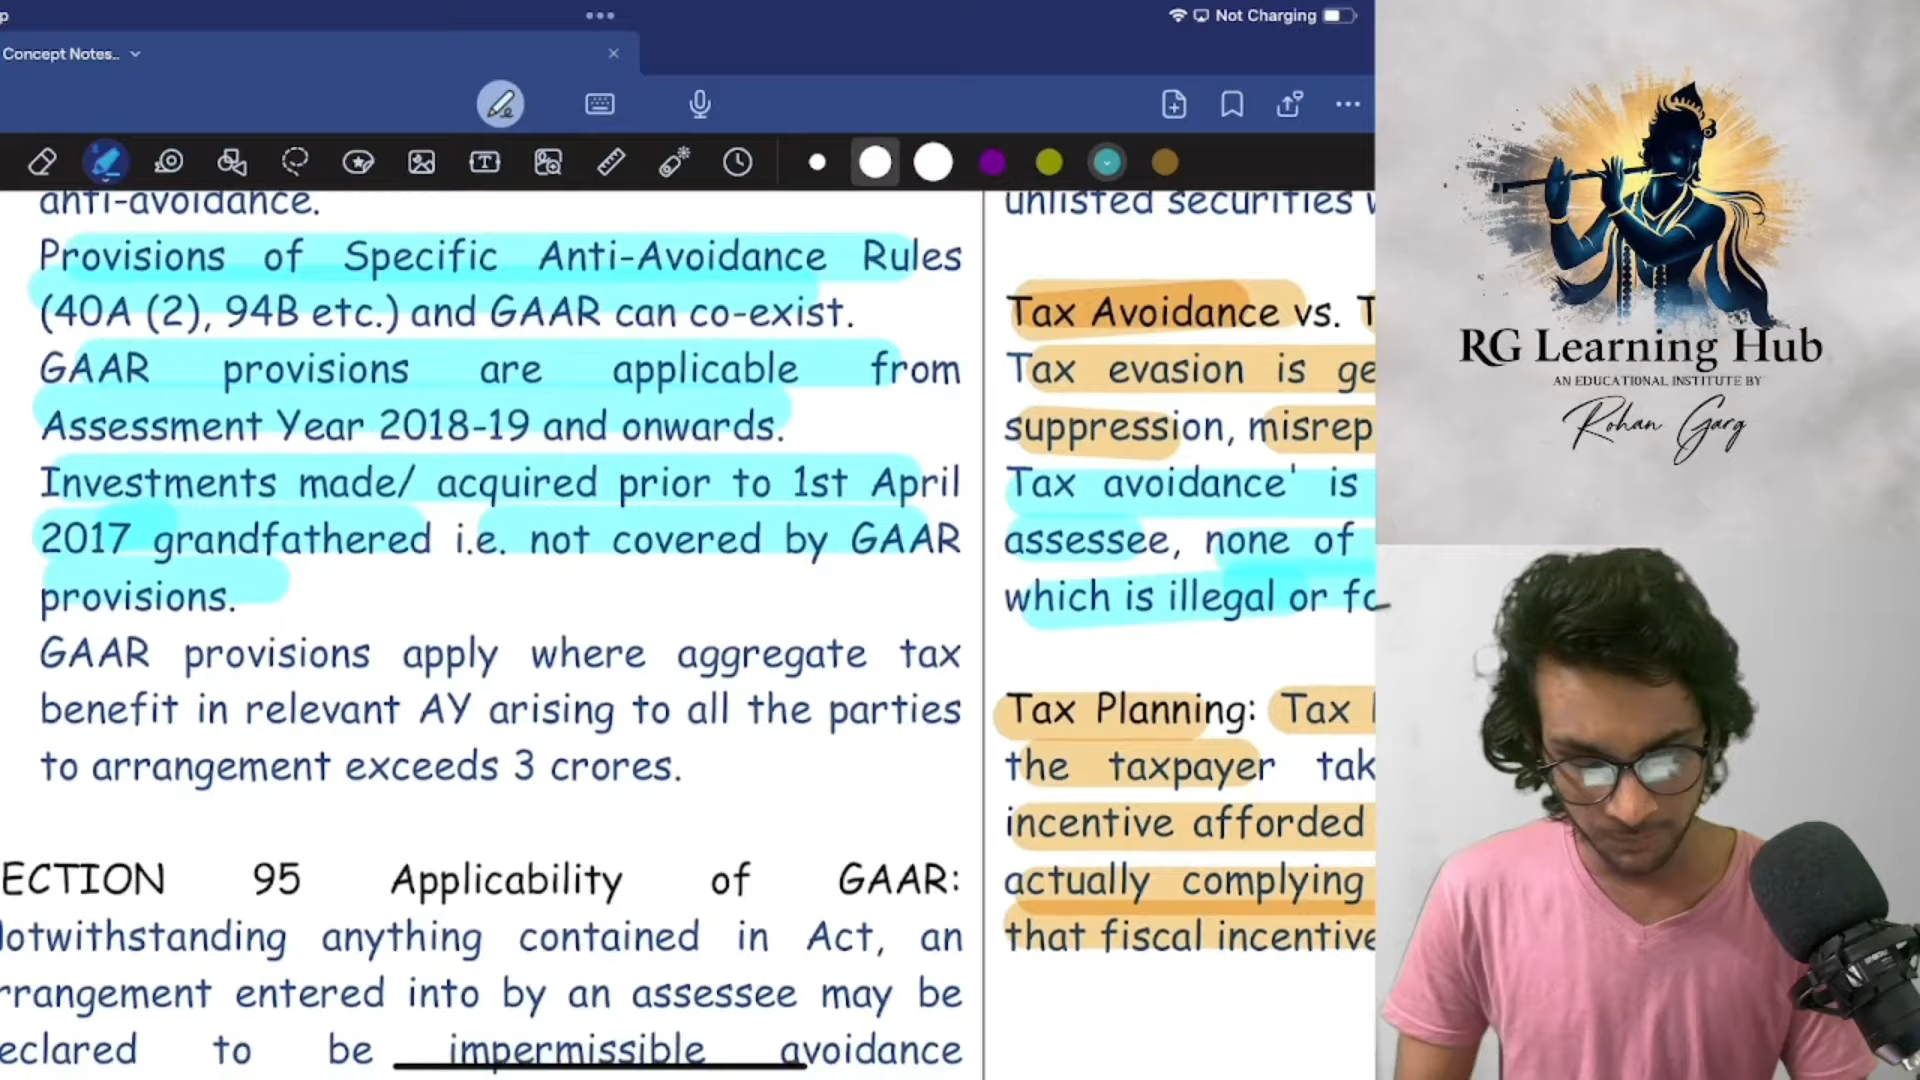 p
Not Charging
Concept Notes..
anti-avoidance.
Provisions of Specific Anti-Avoidance Rules
(40A (2), 94B etc.) and GAAR can co-exist.
GAAR provisions are applicable from
Assessment Year 2018-19 and onwards.
Investments made/ acquired prior to 1st April
2017 grandfathered i.e. not covered by GAAR
provisions.
GAAR provisions apply where aggregate tax
benefit in relevant AY arising to all the parties
to arrangement exceeds 3 crores.
ECTION 95 Applicability of GAAR:
lotwithstanding anything contained in Act, an
rrangement entered into by an assessee may be
eclared to be impermissible avoidance
unlisted securities
Tax Avoidance vs. T
Tax evasion is ge
suppression, misrep
Tax avoidance' is
assessee, none of
which is illegal or fo
Tax Planning: Tax
the taxpayer tak
incentive afforded
actually complying
that fiscal incentive
RG Learning Hub
AN EDUCATIONAL INSTITUTE BY
Rohan Garg